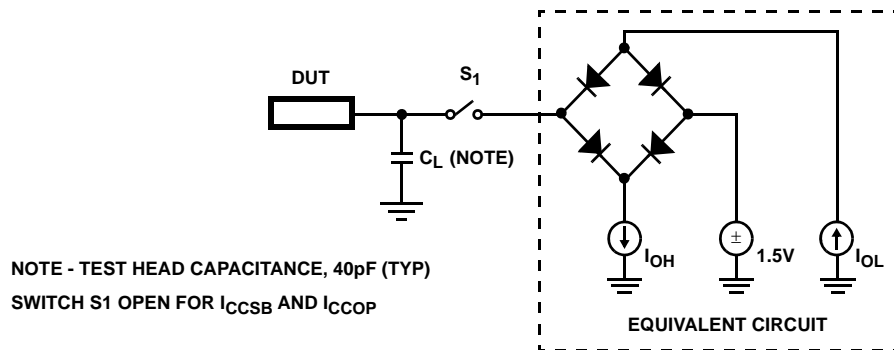 DUT
S1
CL (NOTE)
±
IOH
1.5V
IOL
NOTE - TEST HEAD CAPACITANCE, 40pF (TYP)
SWITCH S1 OPEN FOR ICCSB AND ICCOP
EQUIVALENT CIRCUIT